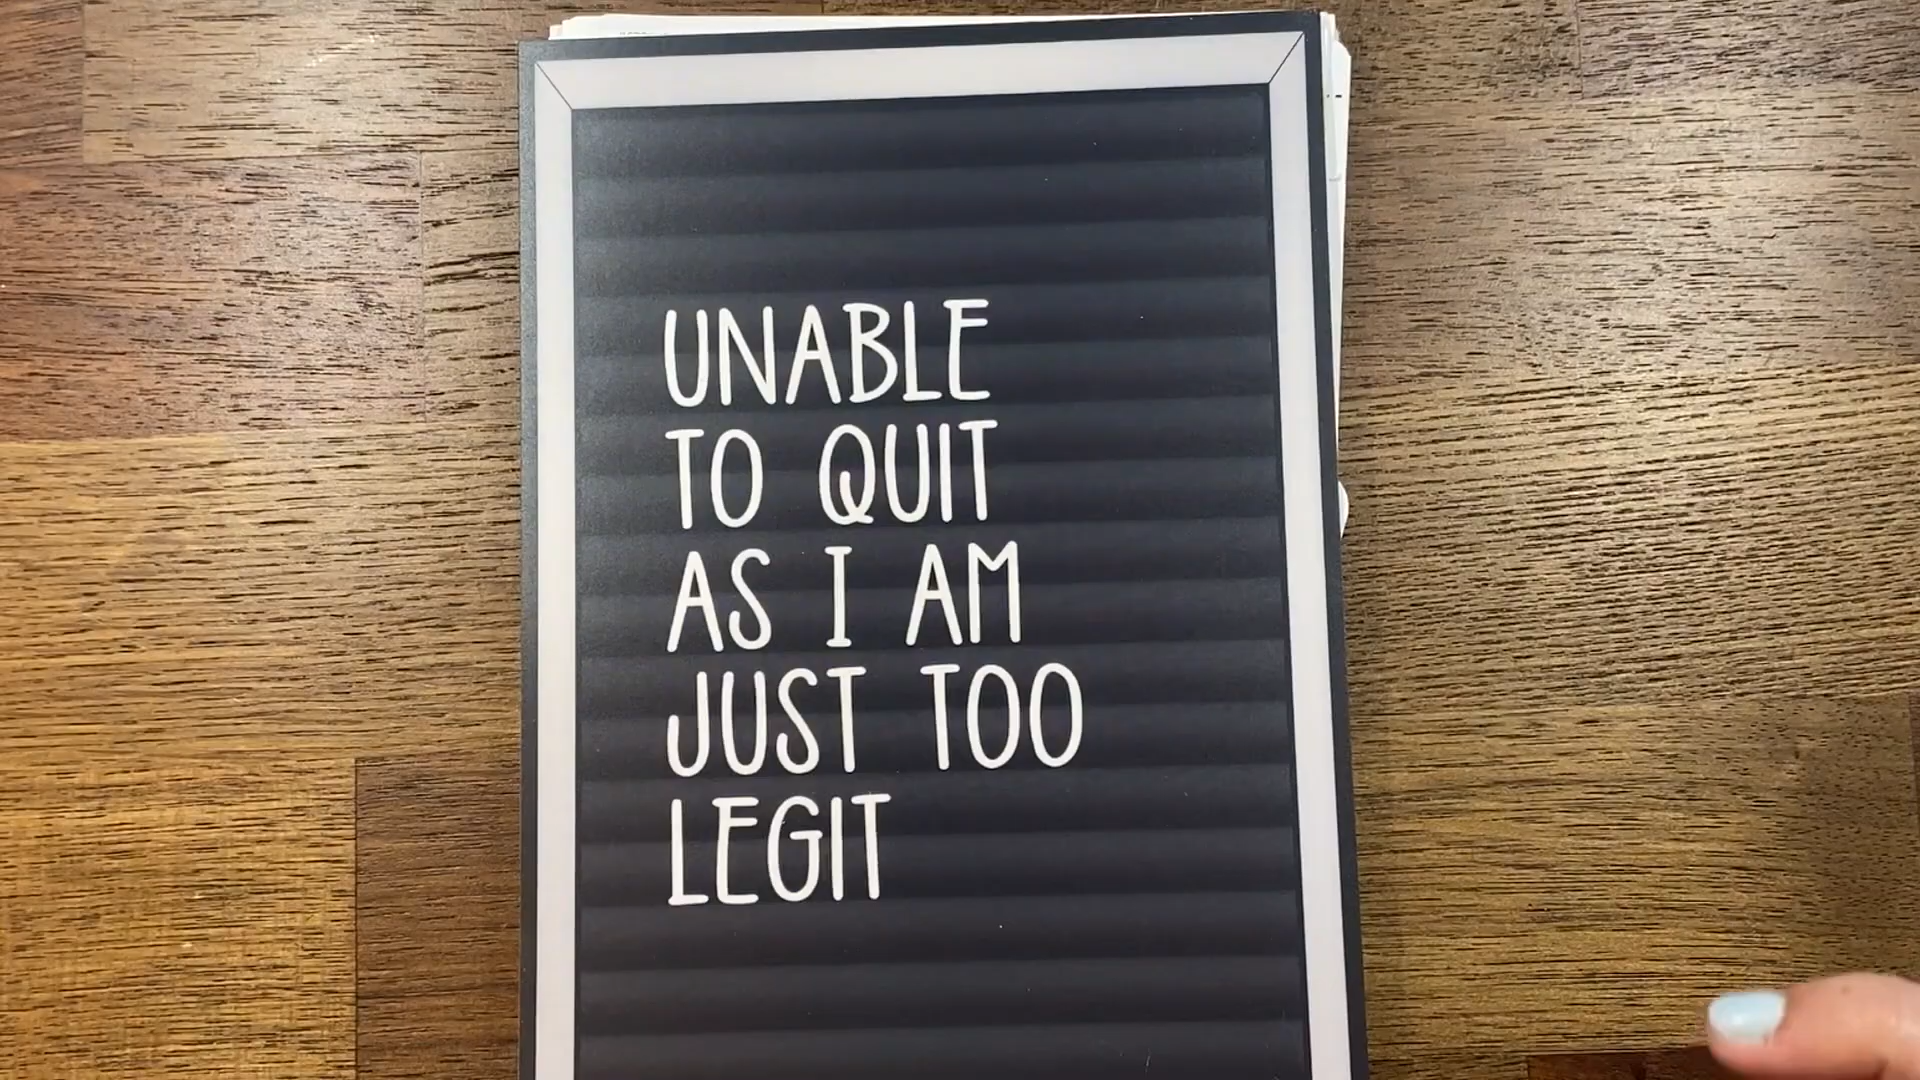 UNABLE
TO QUIT
AS I AM
JUST TOO
LEGIT